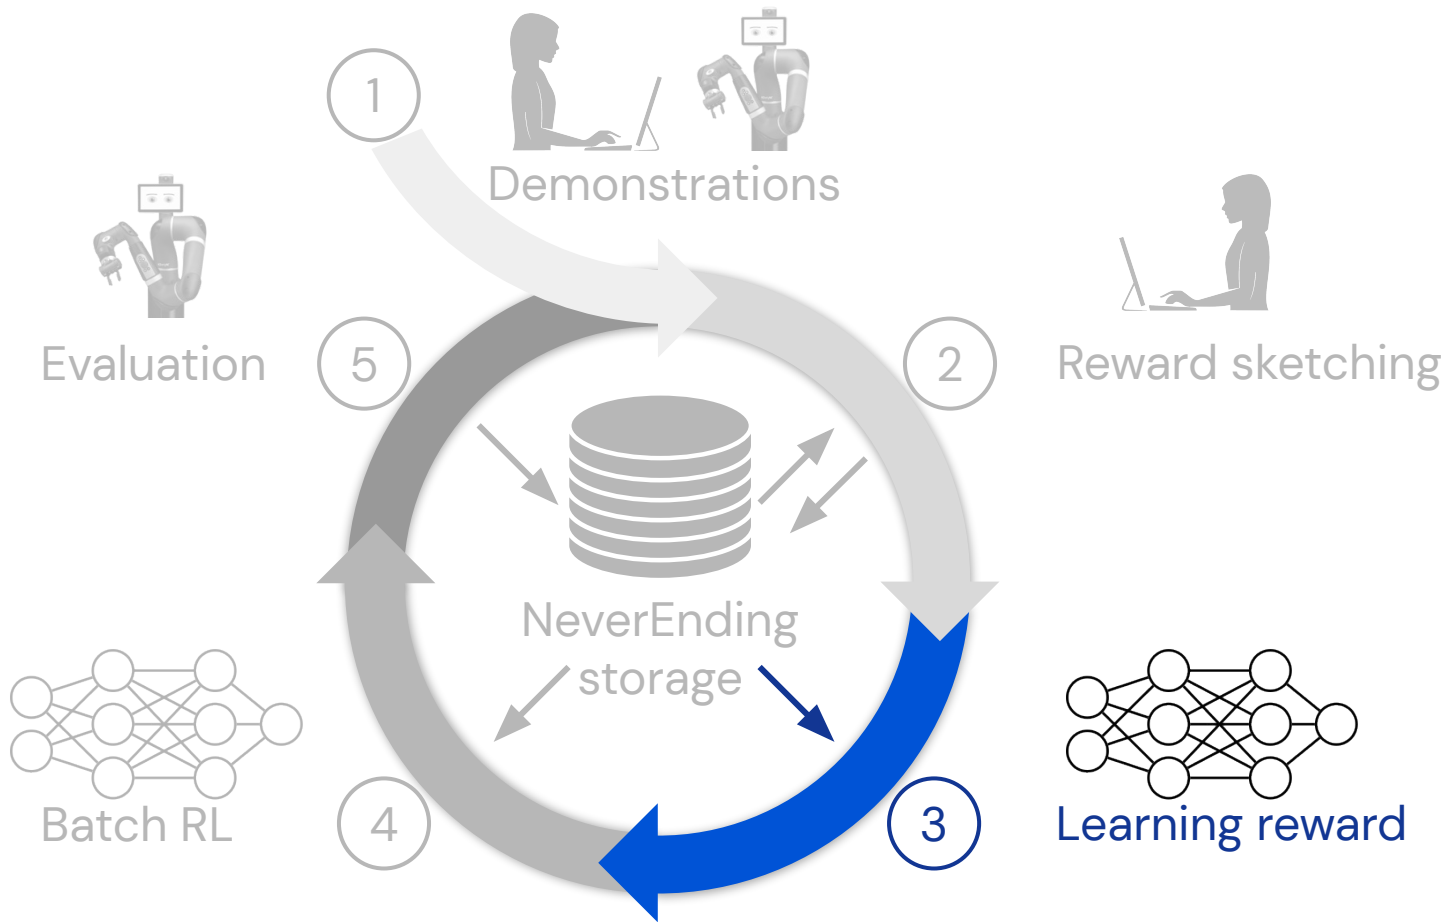 1
Demonstrations
2
Reward sketching
5
Evaluation
NeverEnding
storage
3
Learning reward
4
Batch RL